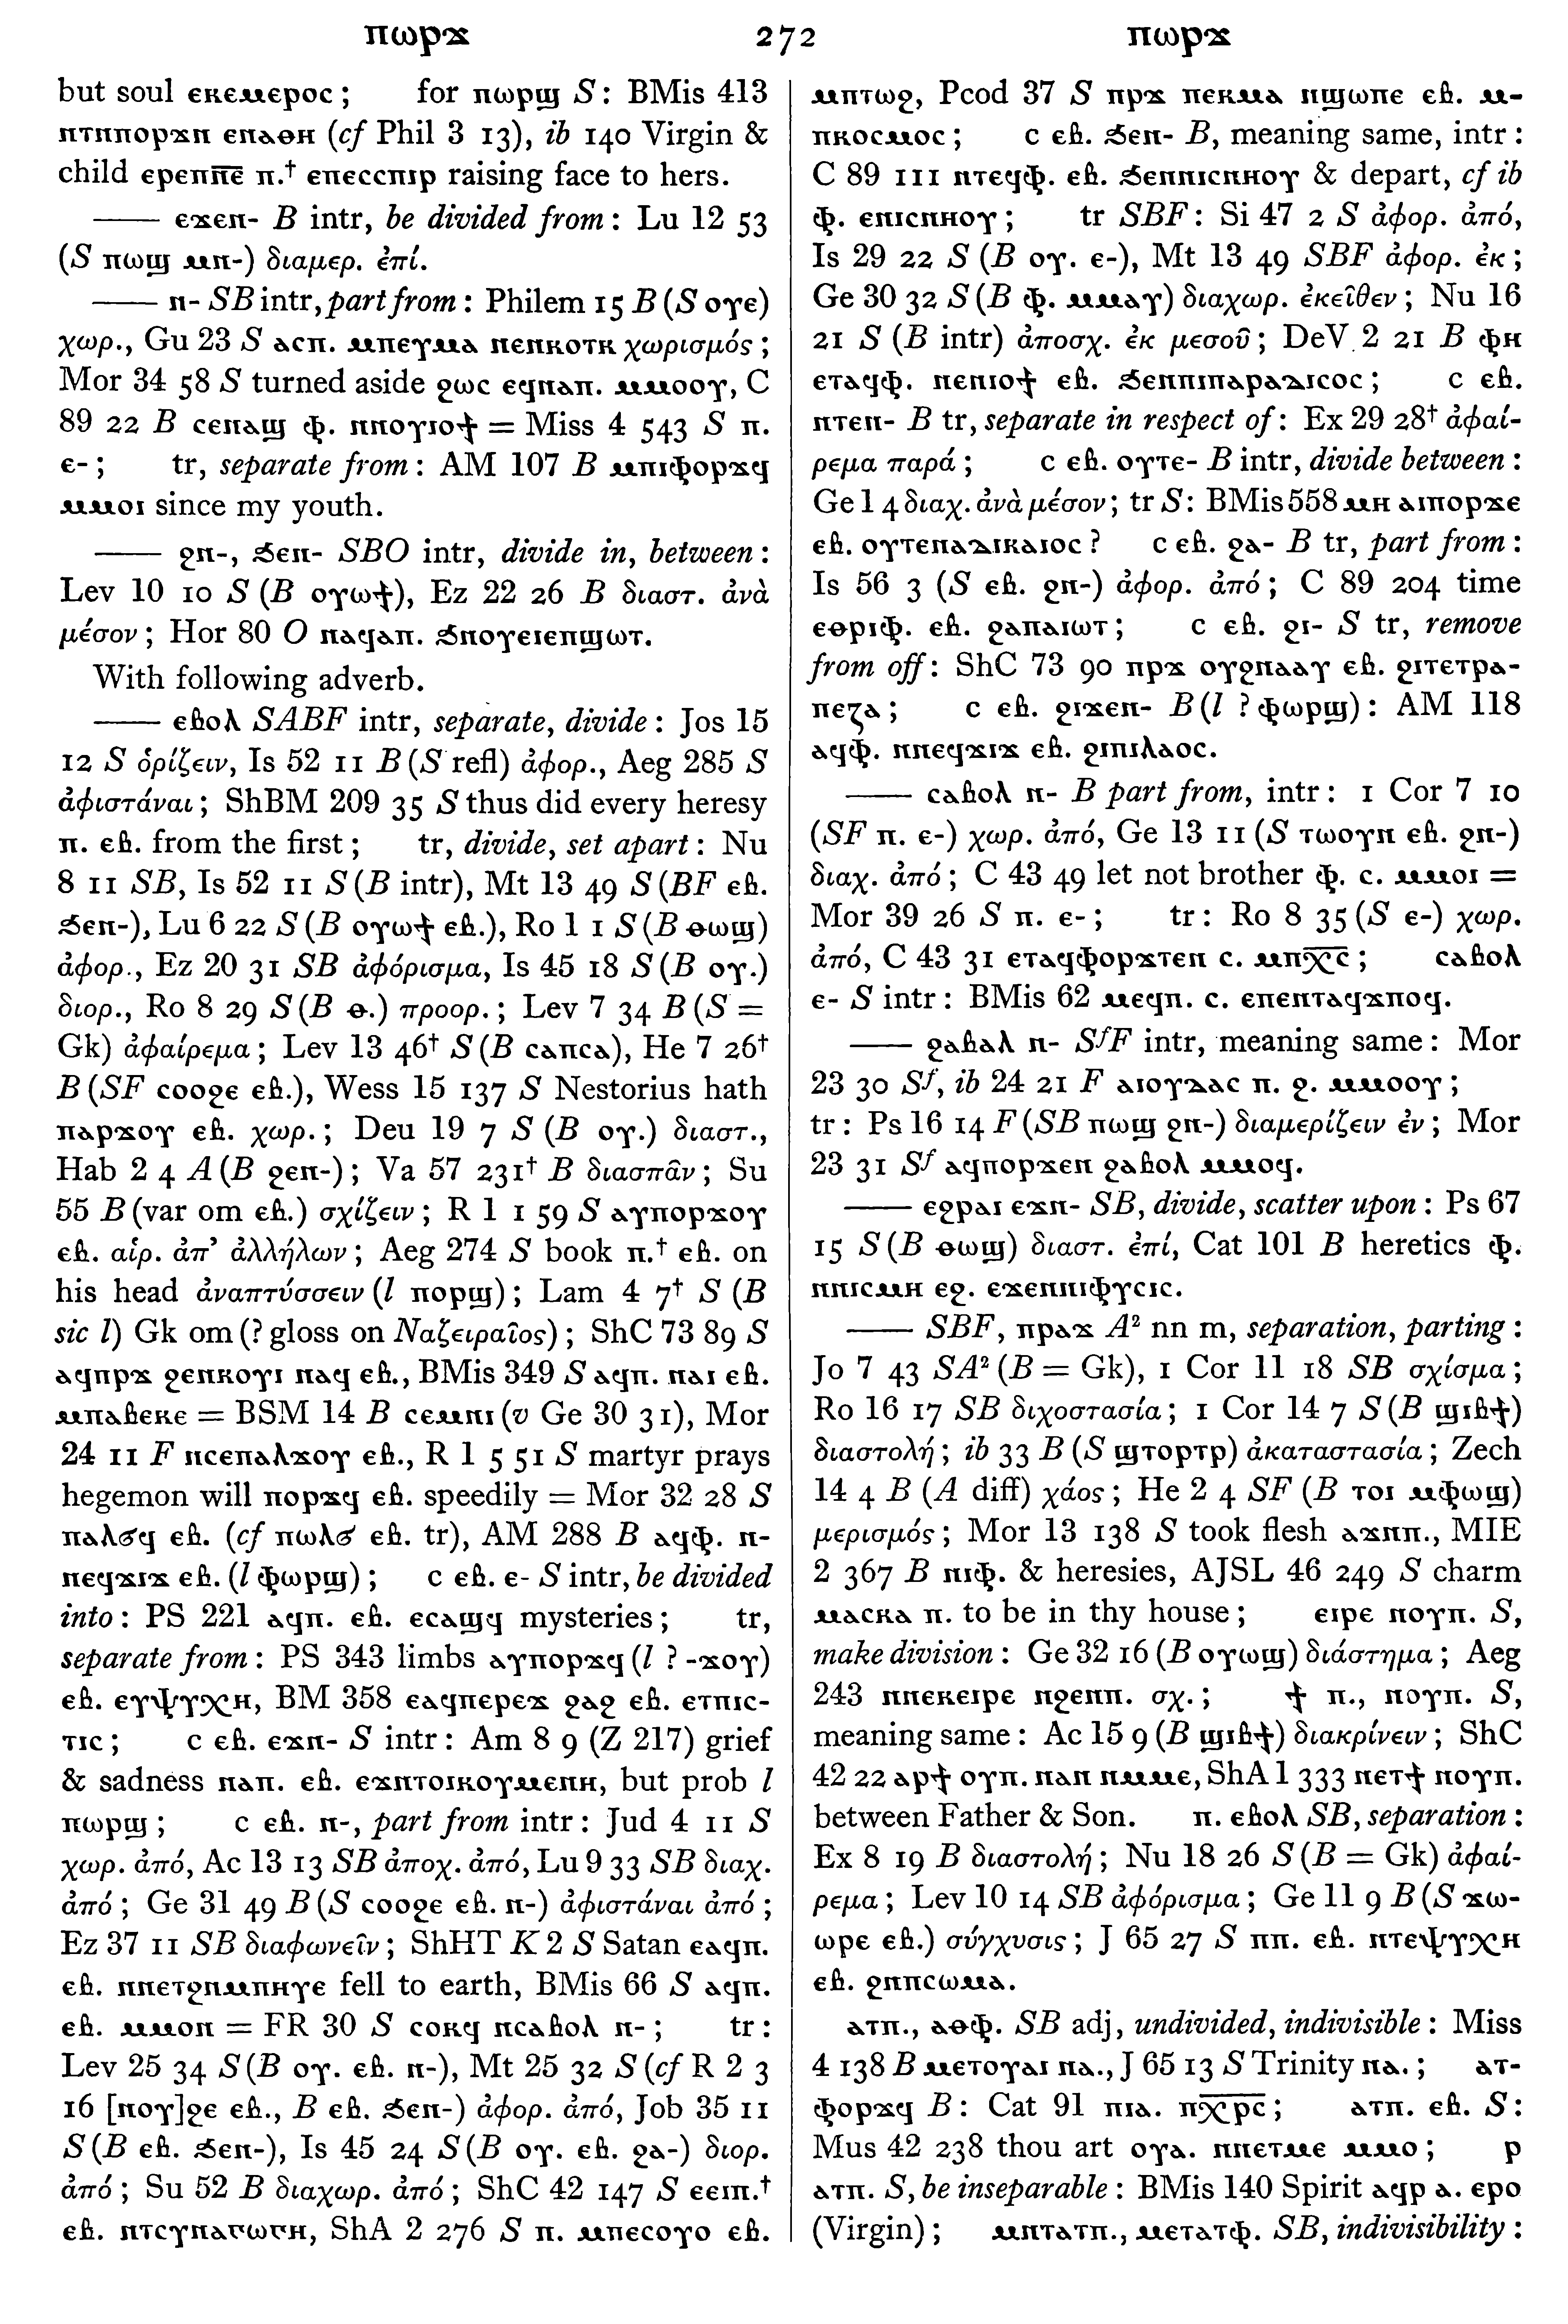 ⲡⲱⲣϫ 272 ⲡⲱⲣϫ
but soul ⲉⲕⲉⲙⲉⲣⲟⲥ; for ⲡⲱⲣϣ S: BMis 413
ⲛⲧⲛⲡⲟⲣϫⲛ ⲉⲡⲁⲑⲏ (cf Phil 3 13), ib 140 Virgin &
child ⲉⲣⲉⲡⲛ̅ⲉ̅ ⲡ.† ⲉⲡⲉⲥⲥⲡⲓⲣ raising face to hers.
—— ⲉϫⲉⲛ- B intr, be divided from: Lu 12 53
(S ⲡⲱϣ ⲙⲛ-) διαμερ. ἐπί.
—— ⲛ- SB intr, part from: Philem 15 B (S ⲟⲩⲉ)
χωρ., Gu 23 S ⲁⲥⲡ. ⲙⲡⲉⲩⲙⲁ ⲛⲉⲛⲕⲟⲧⲕ χωρισμός;
Mor 34 58 S turned aside ϩⲱⲥ ⲉϥⲛⲁⲡ. ⲙⲙⲟⲟⲩ, C
89 22 B ⲥⲉⲛⲁϣ ⲫ. ⲛⲛⲟⲩⲓⲟϯ = Miss 4 543 S ⲡ.
ⲉ-; tr, separate from: AM 107 B ⲙⲡⲓⲫⲟⲣϫϥ
ⲙⲙⲟⲓ since my youth.
—— ϩⲛ-, ϧⲉⲛ- SBO intr, divide in, between:
Lev 10 10 S (B ⲟⲩⲱϯ), Ez 22 26 B διαστ. ἀνὰ
μέσον; Hor 80 O ⲛⲁϥⲁⲡ. ϩⲛⲟⲩⲉⲓⲉⲡϣⲱⲧ.
With following adverb.
—— ⲉⲃⲟⲗ SABF intr, separate, divide: Jos 15
12 S ὁρίζειν, Is 52 11 B (S refl) ἀφορ., Aeg 285 S
ἀφιστάναι; ShBM 209 35 S thus did every heresy
ⲡ. ⲉⲃ. from the first; tr, divide, set apart: Nu
8 11 SB, Is 52 11 S (B intr), Mt 13 49 S (BF ⲉⲃ.
ϧⲉⲛ-), Lu 6 22 S (B ⲟⲩⲱϯ ⲉⲃ.), Ro 1 1 S (B ⲑⲱϣ)
ἀφορ., Ez 20 31 SB ἀφόρισμα, Is 45 18 S (B ⲟⲩ.)
διορ., Ro 8 29 S (B ⲑ.) προορ.; Lev 7 34 B (S =
Gk) ἀφαίρεμα; Lev 13 46† S (B ⲥⲁⲡⲥⲁ), He 7 26†
B (SF ⲥⲟⲟϩⲉ ⲉⲃ.), Wess 15 137 S Nestorius hath
ⲡⲁⲣϫⲟⲩ ⲉⲃ. χωρ.; Deu 19 7 S (B ⲟⲩ.) διαστ.,
Hab 2 4 A (B ϩⲉⲛ-); Va 57 231† B διασπᾶν; Su
55 B (var om ⲉⲃ.) σχίζειν; R 1 1 59 S ⲁⲩⲡⲟⲣϫⲟⲩ
ⲉⲃ. αἱρ. ἀπ’ ἀλλήλων; Aeg 274 S book ⲡ.† ⲉⲃ. on
his head ἀναπτύσσειν (l ⲡⲟⲣϣ); Lam 4 7† S (B
sic l) Gk om (? gloss on Ναζειραῖος); ShC 73 89 S
ⲁϥⲡⲣϫ ϩⲉⲛⲕⲟⲩⲓ ⲛⲁϥ ⲉⲃ., BMis 349 S ⲁϥⲡ. ⲛⲁⲓ ⲉⲃ.
ⲙⲡⲁⲃⲉⲕⲉ = BSM 14 B ⲥⲉⲙⲛⲓ (v Ge 30 31), Mor
24 11 F ⲛⲥⲉⲡⲁⲗϫⲟⲩ ⲉⲃ., R 1 5 51 S martyr prays
hegemon will ⲡⲟⲣϫϥ ⲉⲃ. speedily = Mor 32 28 S
ⲡⲁⲗϭϥ ⲉⲃ. (cf ⲡⲱⲗϭ ⲉⲃ. tr), AM 288 B ⲁϥⲫ. ⲛ-
ⲛⲉϥϫⲓϫ ⲉⲃ. (l ⲫⲱⲣϣ); c ⲉⲃ. ⲉ- S intr, be divided
into: PS 221 ⲁϥⲡ. ⲉⲃ. ⲉⲥⲁϣϥ mysteries; tr,
separate from: PS 343 limbs ⲁⲩⲡⲟⲣϫϥ (l ? -ϫⲟⲩ)
ⲉⲃ. ⲉⲩⲯⲩⲭⲏ, BM 358 ⲉⲁϥⲡⲉⲣⲉϫ ϩⲁϩ ⲉⲃ. ⲉⲧⲡⲓⲥ-
ⲧⲓⲥ; c ⲉⲃ. ⲉϫⲛ- S intr: Am 8 9 (Z 217) grief
& sadness ⲛⲁⲡ. ⲉⲃ. ⲉϫⲛⲧⲟⲓⲕⲟⲩⲙⲉⲛⲏ, but prob l
ⲡⲱⲣϣ; c ⲉⲃ. ⲛ-, part from intr: Jud 4 11 S
χωρ. ἀπό, Ac 13 13 SB ἀποχ. ἀπό, Lu 9 33 SB διαχ.
ἀπό; Ge 31 49 B (S ⲥⲟⲟϩⲉ ⲉⲃ. ⲛ-) ἀφιστάναι ἀπό;
Ez 37 11 SB διαφωνεῖν; ShHT K 2 S Satan ⲉⲁϥⲡ.
ⲉⲃ. ⲛⲛⲉⲧϩⲛⲙⲡⲏⲩⲉ fell to earth, BMis 66 S ⲁϥⲡ.
ⲉⲃ. ⲙⲙⲟⲛ = FR 30 S ⲥⲟⲕϥ ⲛⲥⲁⲃⲟⲗ ⲛ-; tr:
Lev 25 34 S (B ⲟⲩ. ⲉⲃ. ⲛ-), Mt 25 32 S (cf R 2 3
16 [ⲛⲟⲩ]ϩⲉ ⲉⲃ., B ⲉⲃ. ϧⲉⲛ-) ἀφορ. ἀπό, Job 35 11
S (B ⲉⲃ. ϧⲉⲛ-), Is 45 24 S (B ⲟⲩ. ⲉⲃ. ϩⲁ-) διορ.
ἀπό; Su 52 B διαχωρ. ἀπό; ShC 42 147 S ⲉⲉⲓⲡ.†
ⲉⲃ. ⲛⲧⲥⲩⲛⲁⲅⲱⲅⲏ, ShA 2 276 S ⲡ. ⲙⲡⲉⲥⲟⲩⲟ ⲉⲃ.
ⲙⲡⲧⲱϩ, Pcod 37 S ⲡⲣϫ ⲡⲉⲕⲙⲁ ⲛϣⲱⲡⲉ ⲉⲃ. ⲙ-
ⲡⲕⲟⲥⲙⲟⲥ; c ⲉⲃ. ϧⲉⲛ- B, meaning same, intr:
C 89 111 ⲛⲧⲉϥⲫ. ⲉⲃ. ϧⲉⲛⲛⲓⲥⲛⲏⲟⲩ & depart, cf ib
ⲫ. ⲉⲛⲓⲥⲛⲏⲟⲩ; tr SBF: Si 47 2 S ἀφορ. ἀπό,
Is 29 22 S (B ⲟⲩ. ⲉ-), Mt 13 49 SBF ἀφορ. ἐκ;
Ge 30 32 S (B ⲫ. ⲙⲙⲁⲩ) διαχωρ. ἐκεῖθεν; Nu 16
21 S (B intr) ἀποσχ. ἐκ μεσοῦ; DeV 2 21 B ⲫⲏ
ⲉⲧⲁϥⲫ. ⲛⲉⲛⲓⲟϯ ⲉⲃ. ϧⲉⲛⲡⲓⲡⲁⲣⲁⲇⲓⲥⲟⲥ; c ⲉⲃ.
ⲛⲧⲉⲛ- B tr, separate in respect of: Ex 29 28† ἀφαί-
ρεμα παρά; c ⲉⲃ. ⲟⲩⲧⲉ- B intr, divide between:
Ge 1 4 διαχ. ἀνὰ μέσον; tr S: BMis 558 ⲙⲏ ⲁⲓⲡⲟⲣϫⲉ
ⲉⲃ. ⲟⲩⲧⲉⲛⲁⲇⲓⲕⲁⲓⲟⲥ? c ⲉⲃ. ϩⲁ- B tr, part from:
Is 56 3 (S ⲉⲃ. ϩⲛ-) ἀφορ. ἀπό; C 89 204 time
ⲉⲑⲣⲓⲫ. ⲉⲃ. ϩⲁⲡⲁⲓⲱⲧ; c ⲉⲃ. ϩⲓ- S tr, remove
from off: ShC 73 90 ⲡⲣϫ ⲟⲩϩⲛⲁⲁⲩ ⲉⲃ. ϩⲓⲧⲉⲧⲣⲁ-
ⲡⲉⲍⲁ; c ⲉⲃ. ϩⲓϫⲉⲛ- B (l ? ⲫⲱⲣϣ): AM 118
ⲁϥⲫ. ⲛⲛⲉϥϫⲓϫ ⲉⲃ. ϩⲓⲡⲓⲗⲁⲟⲥ.
—— ⲥⲁⲃⲟⲗ ⲛ- B part from, intr: 1 Cor 7 10
(SF ⲡ. ⲉ-) χωρ. ἀπό, Ge 13 11 (S ⲧⲱⲟⲩⲛ ⲉⲃ. ϩⲛ-)
διαχ. ἀπό; C 43 49 let not brother ⲫ. ⲥ. ⲙⲙⲟⲓ =
Mor 39 26 S ⲡ. ⲉ-; tr: Ro 8 35 (S ⲉ-) χωρ.
ἀπό, C 43 31 ⲉⲧⲁϥⲫⲟⲣϫⲧⲉⲛ ⲥ. ⲙⲡⲭ̅ⲥ̅; ⲥⲁⲃⲟⲗ
ⲉ- S intr: BMis 62 ⲙⲉϥⲡ. ⲥ. ⲉⲡⲉⲛⲧⲁϥϫⲡⲟϥ.
—— ϩⲁⲃⲁⲗ ⲛ- SfF intr, meaning same: Mor
23 30 Sf, ib 24 21 F ⲁⲓⲟⲩⲱⲁⲥ ⲡ. ϩ. ⲙⲙⲟⲟⲩ;
tr: Ps 16 14 F (SB ⲡⲱϣ ϩⲛ-) διαμερίζειν ἐν; Mor
23 31 Sf ⲁϥⲡⲟⲣϫⲉⲛ ϩⲁⲃⲟⲗ ⲙⲙⲟϥ.
—— ⲉϩⲣⲁⲓ ⲉϫⲛ- SB, divide, scatter upon: Ps 67
15 S (B ⲑⲱϣ) διαστ. ἐπί, Cat 101 B heretics ⲫ.
ⲛⲛⲓⲥⲙⲏ ⲉϩ. ⲉϫⲉⲛⲛⲓⲫⲩⲥⲓⲥ.
—— SBF, ⲡⲣⲁϫ A² nn m, separation, parting:
Jo 7 43 SA² (B = Gk), 1 Cor 11 18 SB σχίσμα;
Ro 16 17 SB διχοστασία; 1 Cor 14 7 S (B ϣⲓⲃϯ)
διαστολή; ib 33 B (S ϣⲧⲟⲣⲧⲣ) ἀκαταστασία; Zech
14 4 B (A diff) χάος; He 2 4 SF (B ⲧⲟⲓ ⲙⲫⲱϣ)
μερισμός; Mor 13 138 S took flesh ⲁϫⲛⲡ., MIE
2 367 B ⲛⲓⲫ. & heresies, AJSL 46 249 S charm
ⲙⲁⲥⲕⲁ ⲡ. to be in thy house; ⲉⲓⲣⲉ ⲛⲟⲩⲡ. S,
make division: Ge 32 16 (B ⲟⲩⲱϣ) διάστημα; Aeg
243 ⲛⲛⲉⲕⲉⲓⲣⲉ ⲛϩⲉⲛⲡ. σχ.; ϯ ⲡ., ⲛⲟⲩⲡ. S,
meaning same: Ac 15 9 (B ϣⲓⲃϯ) διακρίνειν; ShC
42 22 ⲁⲣϯ ⲟⲩⲡ. ⲛⲁⲛ ⲛⲙⲙⲉ, ShA 1 333 ⲡⲉⲧϯ ⲛⲟⲩⲡ.
between Father & Son. ⲡ. ⲉⲃⲟⲗ SB, separation:
Ex 8 19 B διαστολή; Nu 18 26 S (B = Gk) ἀφαί-
ρεμα; Lev 10 14 SB ἀφόρισμα; Ge 11 9 B (S ϫⲱ-
ⲱⲣⲉ ⲉⲃ.) σύγχυσις; J 65 27 S ⲡⲡ. ⲉⲃ. ⲛⲧⲉⲯⲩⲭⲏ
ⲉⲃ. ϩⲙⲡⲥⲱⲙⲁ.
ⲁⲧⲡ., ⲁⲑⲫ. SB adj, undivided, indivisible: Miss
4 138 B ⲙⲉⲧⲟⲩⲁⲓ ⲛⲁ., J 65 13 S Trinity ⲛⲁ.; ⲁⲧ-
ⲫⲟⲣϫϥ B: Cat 91 ⲡⲓⲁ. ⲡⲭ̅ⲣ̅ⲥ̅; ⲁⲧⲡ. ⲉⲃ. S:
Mus 42 238 thou art ⲟⲩⲁ. ⲛⲛⲉⲧⲙⲉ ⲙⲙⲟ; ⲣ
ⲁⲧⲡ. S, be inseparable: BMis 140 Spirit ⲁϥⲣ ⲁ. ⲉⲣⲟ
(Virgin); ⲙⲛⲧⲁⲧⲡ., ⲙⲉⲧⲁⲧⲫ. SB, indivisibility: